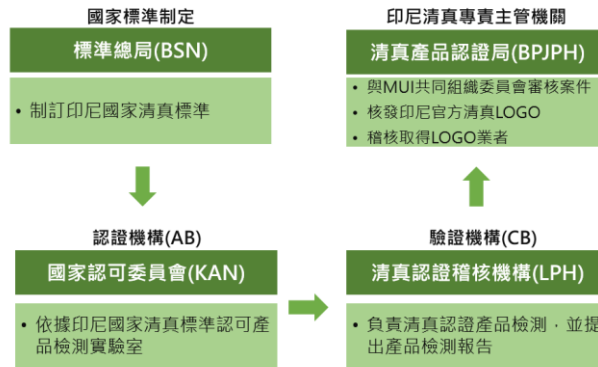 國家標準制定
標準總局(BSN)
• 制訂印尼國家清真標準
印尼清真專責主管機關
清真產品認證局(BPJPH)
• 與MUI共同組織委員會審核案件
• 核發印尼官方清真LOGO
• 稽核取得LOGO業者
認證機構(AB)
國家認可委員會(KAN)
• 依據印尼國家清真標準認可產
品檢測實驗室
驗證機構(CB)
清真認證稽核機構(LPH)
• 負責清真認證產品檢測，並提
出產品檢測報告